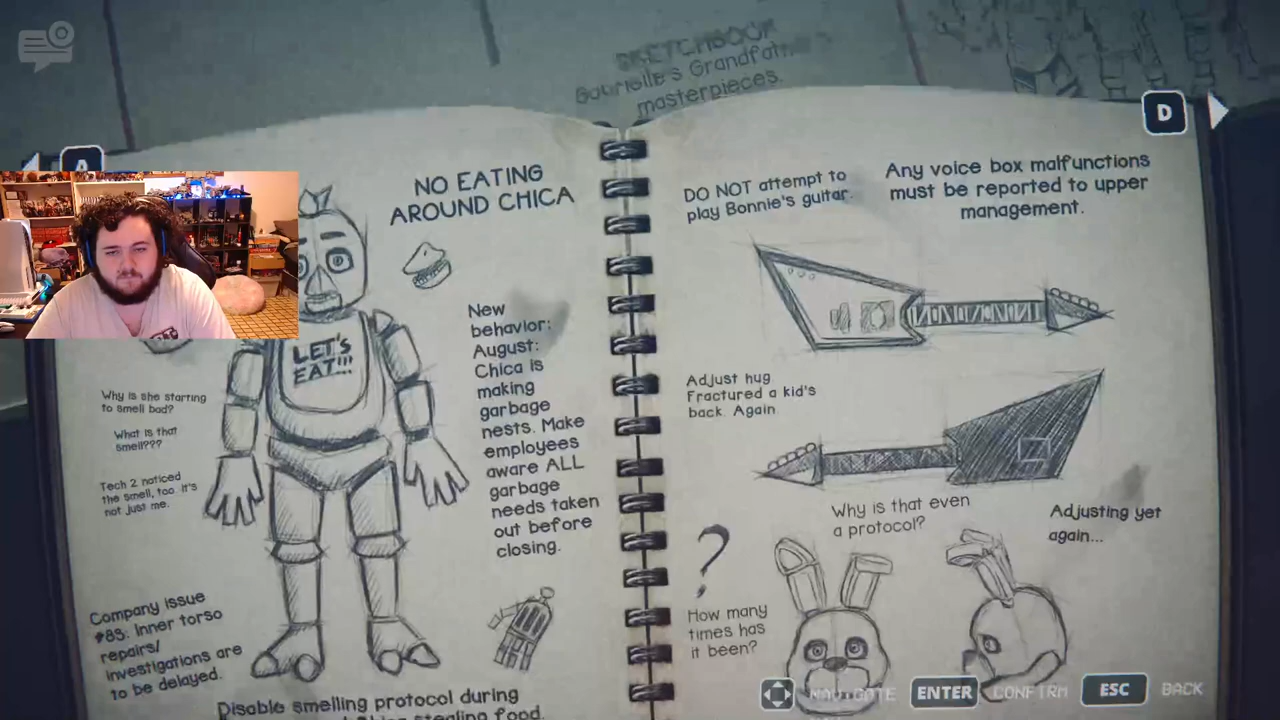 SKETCHBOOK
Gabrielle's
masterpieces.
A
D
NO EATING
AROUND CHICA
LET'S
EAT!!!
New
behavior:
August:
Chica is
making
garbage
nests. Make
employees
aware ALL
garbage
needs taken
out before
closing.
Why is she starting
to smell bad?
What is that
smell???
Tech 2 noticed
the smell, too. It's
not just me.
Company issue
#83: Inner torso
repairs/
investigations are
to be delayed.
Disable smelling protocol during
stealing food.
DO NOT attempt to
play Bonnie's guitar.
Any voice box malfunctions
must be reported to upper
management.
Adjust hug
Fractured a kid's
back. Again
Why is that even
a protocol?
Adjusting yet
again...
?
How many
times has
it been?
NAVIGATE
ENTER
CONFIRM
ESC
BACK